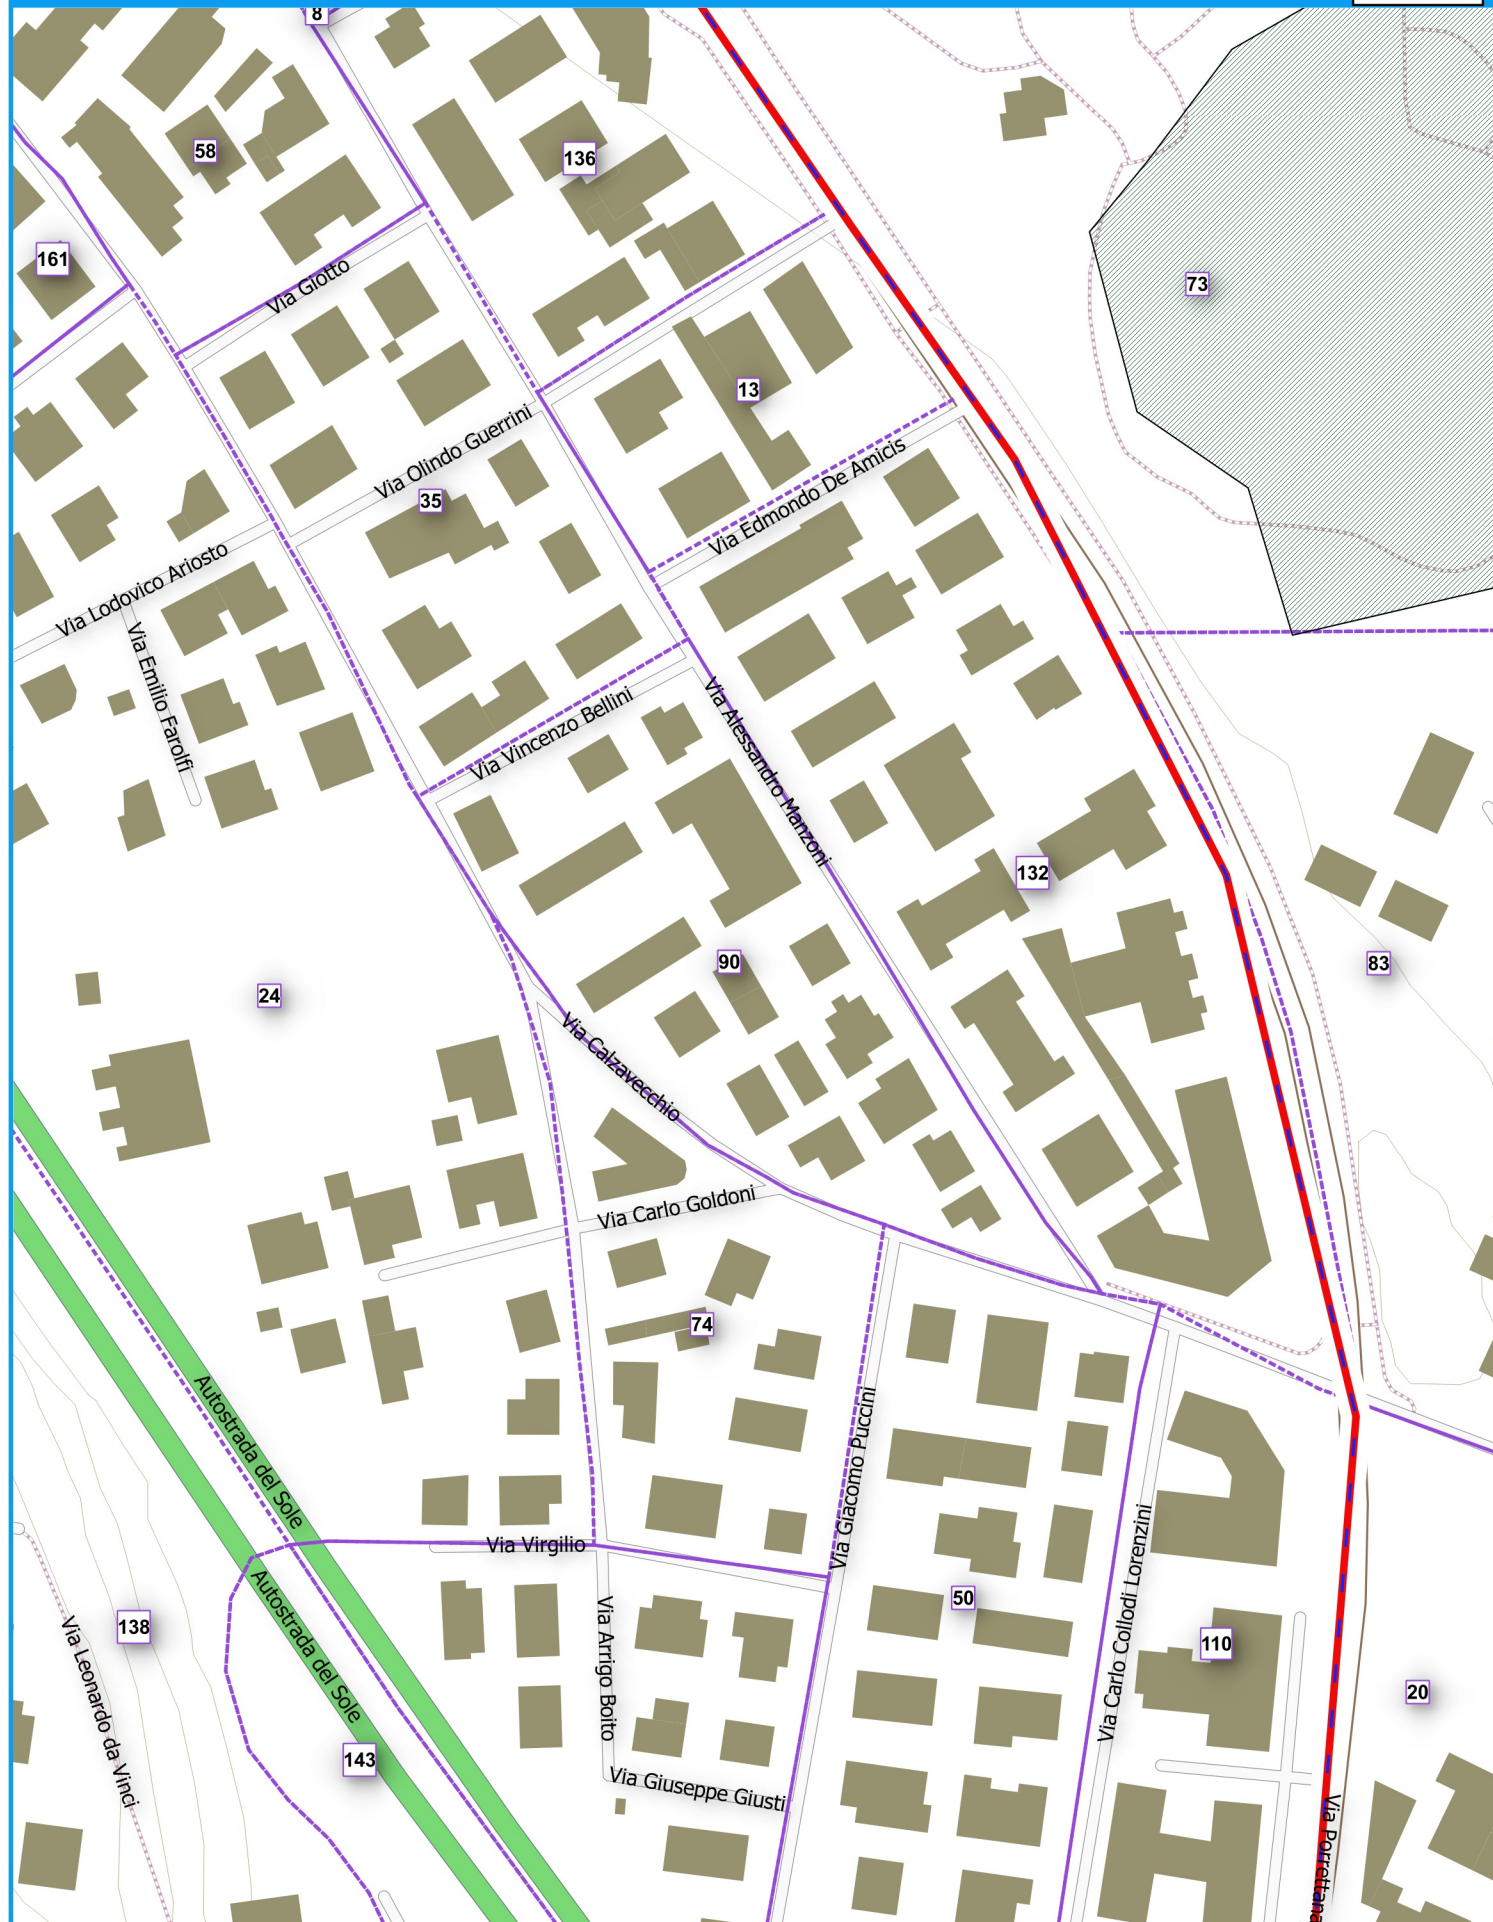 8
58
136
161
Via Giotto
73
13
Via Olindo Guerrini
35
Via Edmondo De Amicis
Via Lodovico Ariosto
Via Emilio Farolfi
Via Vincenzo Bellini
Via Alessandro Manzoni
132
90
83
24
Via Calzavecchio
Via Carlo Goldoni
74
Via Giacomo Puccini
Autostrada del Sole
Via Virgilio
Via Carlo Collodi Lorenzini
Autostrada del Sole
50
138
Via Arrigo Boito
110
Via Leonardo da Vinci
20
143
Via Giuseppe Giusti
Via Porrettana